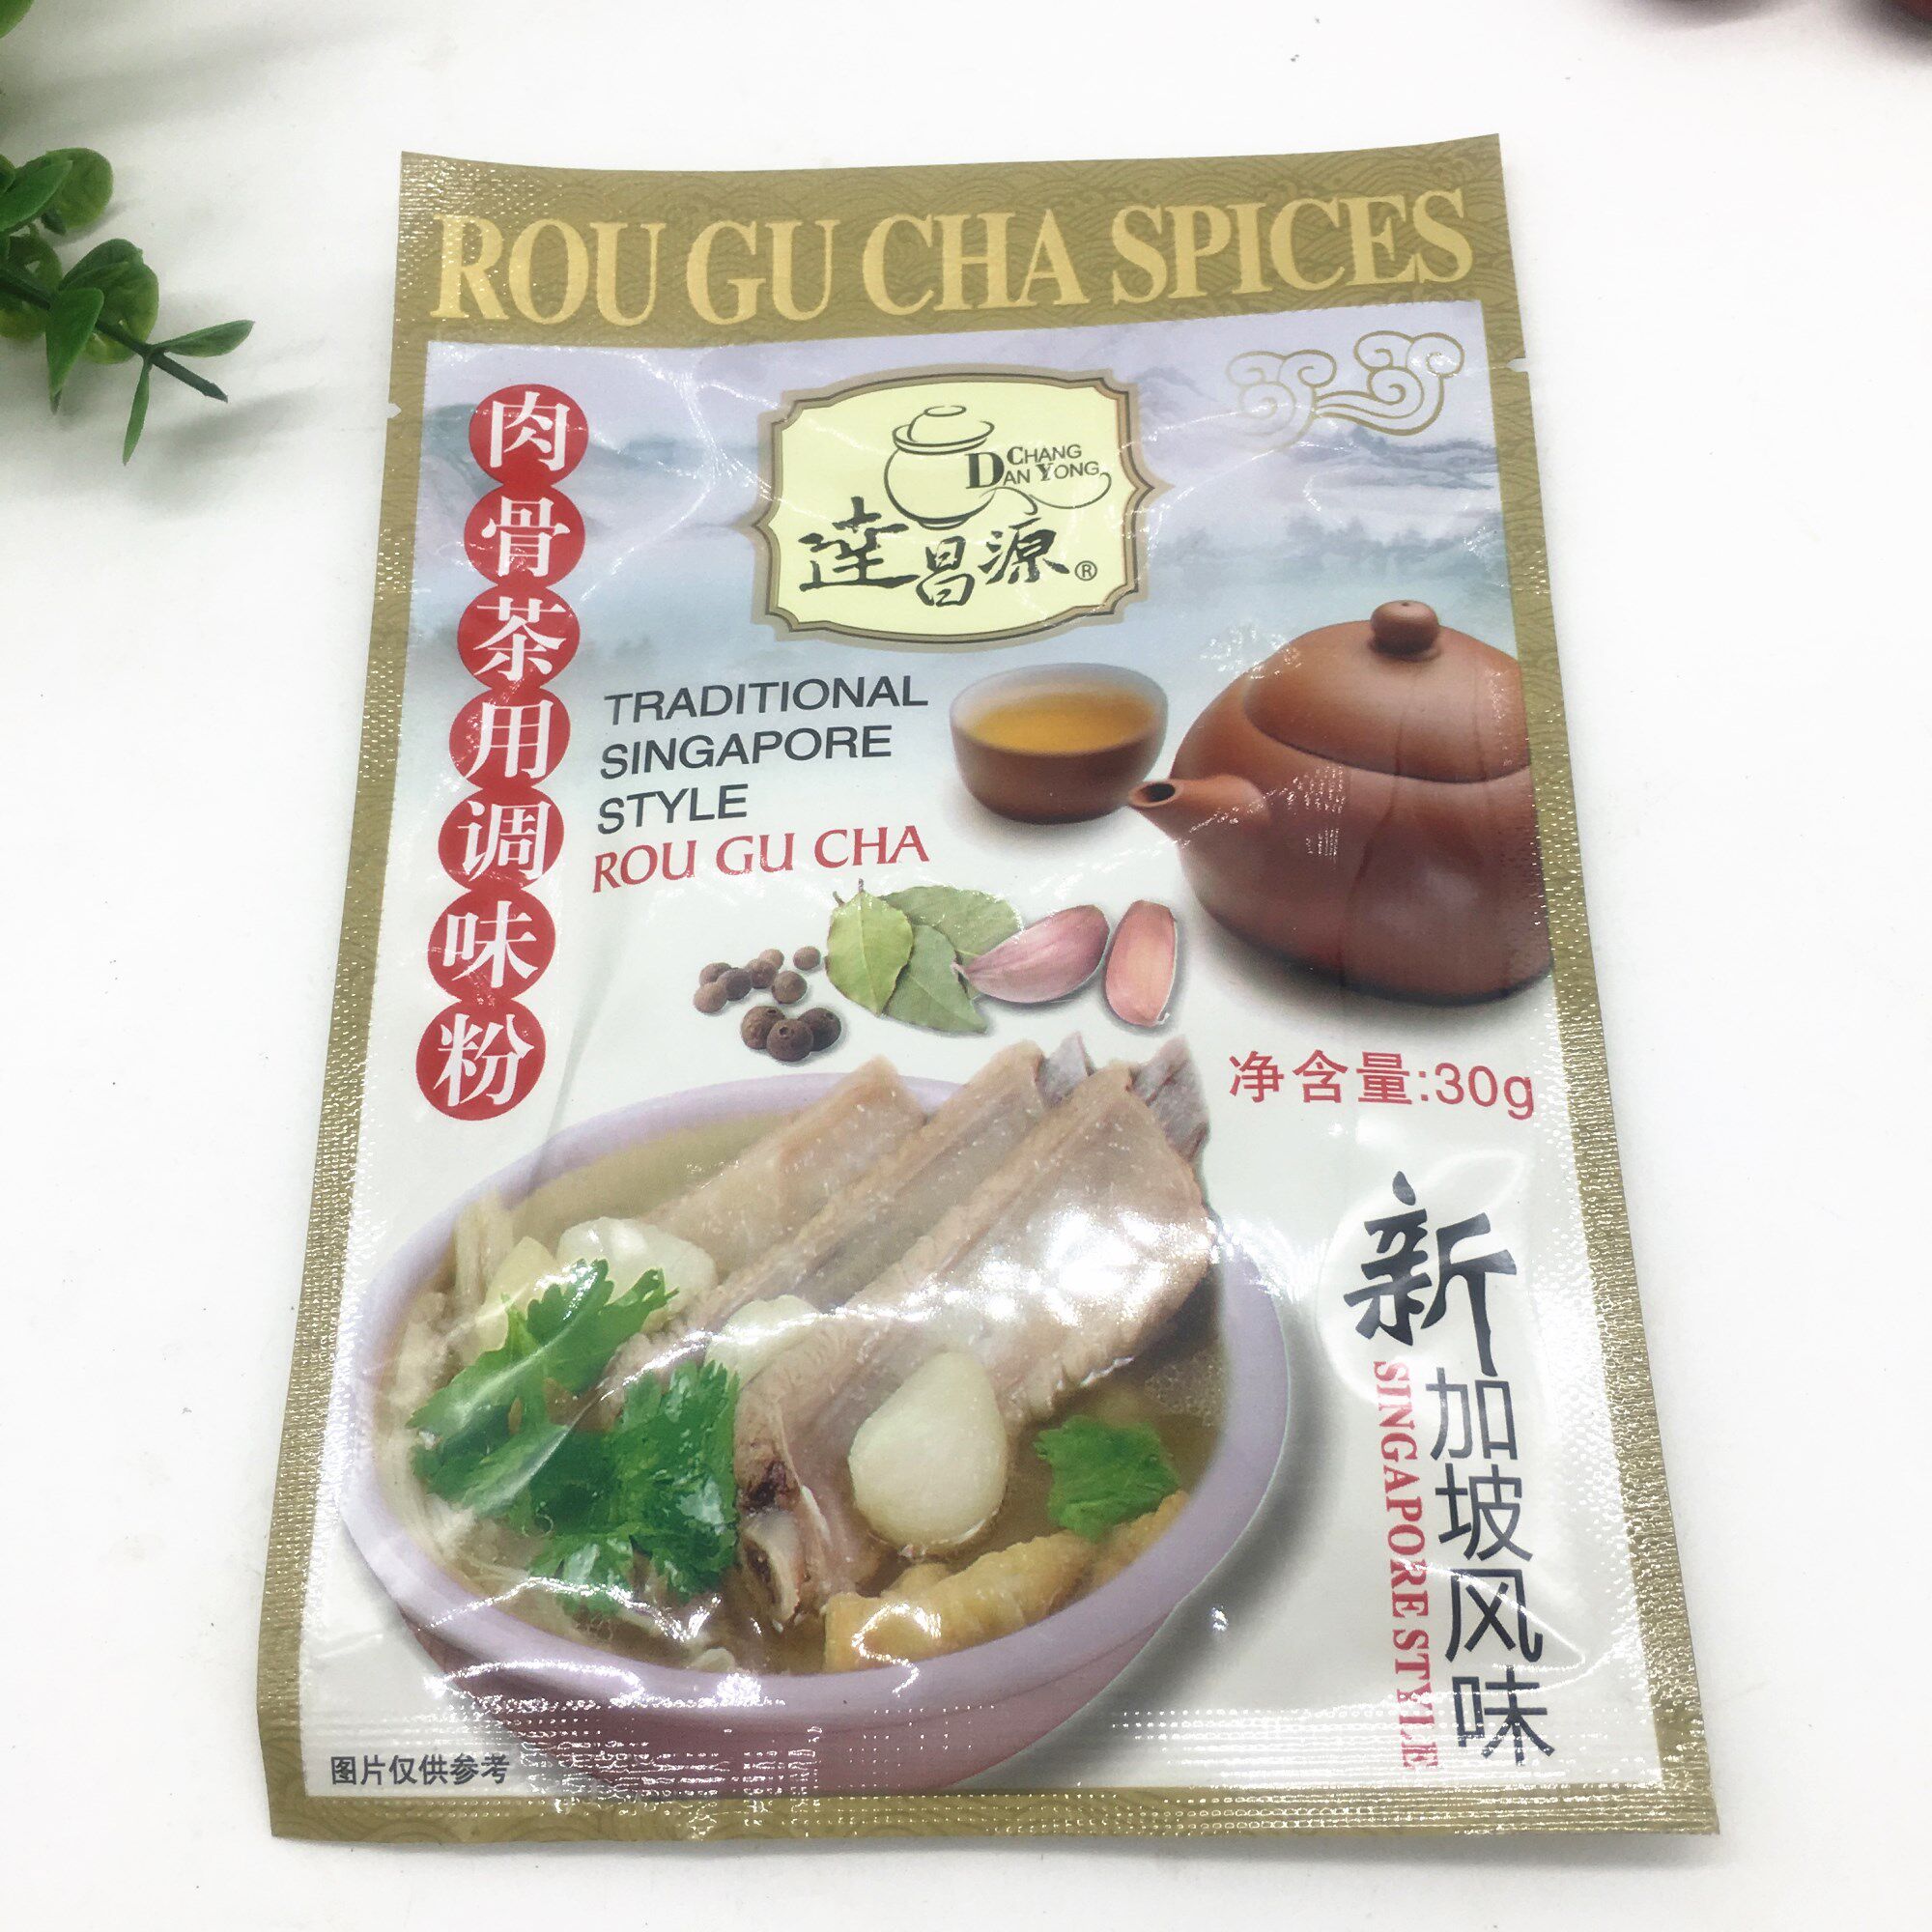 ROU GU CHA SPICES
肉骨茶用调味粉
CHANG
DAN YONG
達昌源®
TRADITIONAL
SINGAPORE
STYLE
ROU GU CHA
净含量:30g
新加坡风味
SINGAPORE STYLE
图片仅供参考